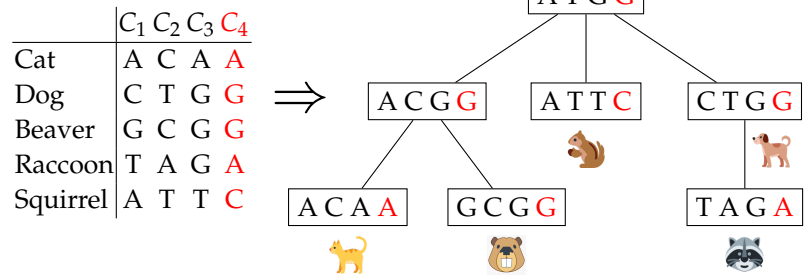 A T G G
C₁ C₂ C₃ C₄
Cat A C A A
Dog C T G G
Beaver G C G G
Raccoon T A G A
Squirrel A T T C
⇒
A C G G
A T T C
C T G G
A C A A
G C G G
T A G A